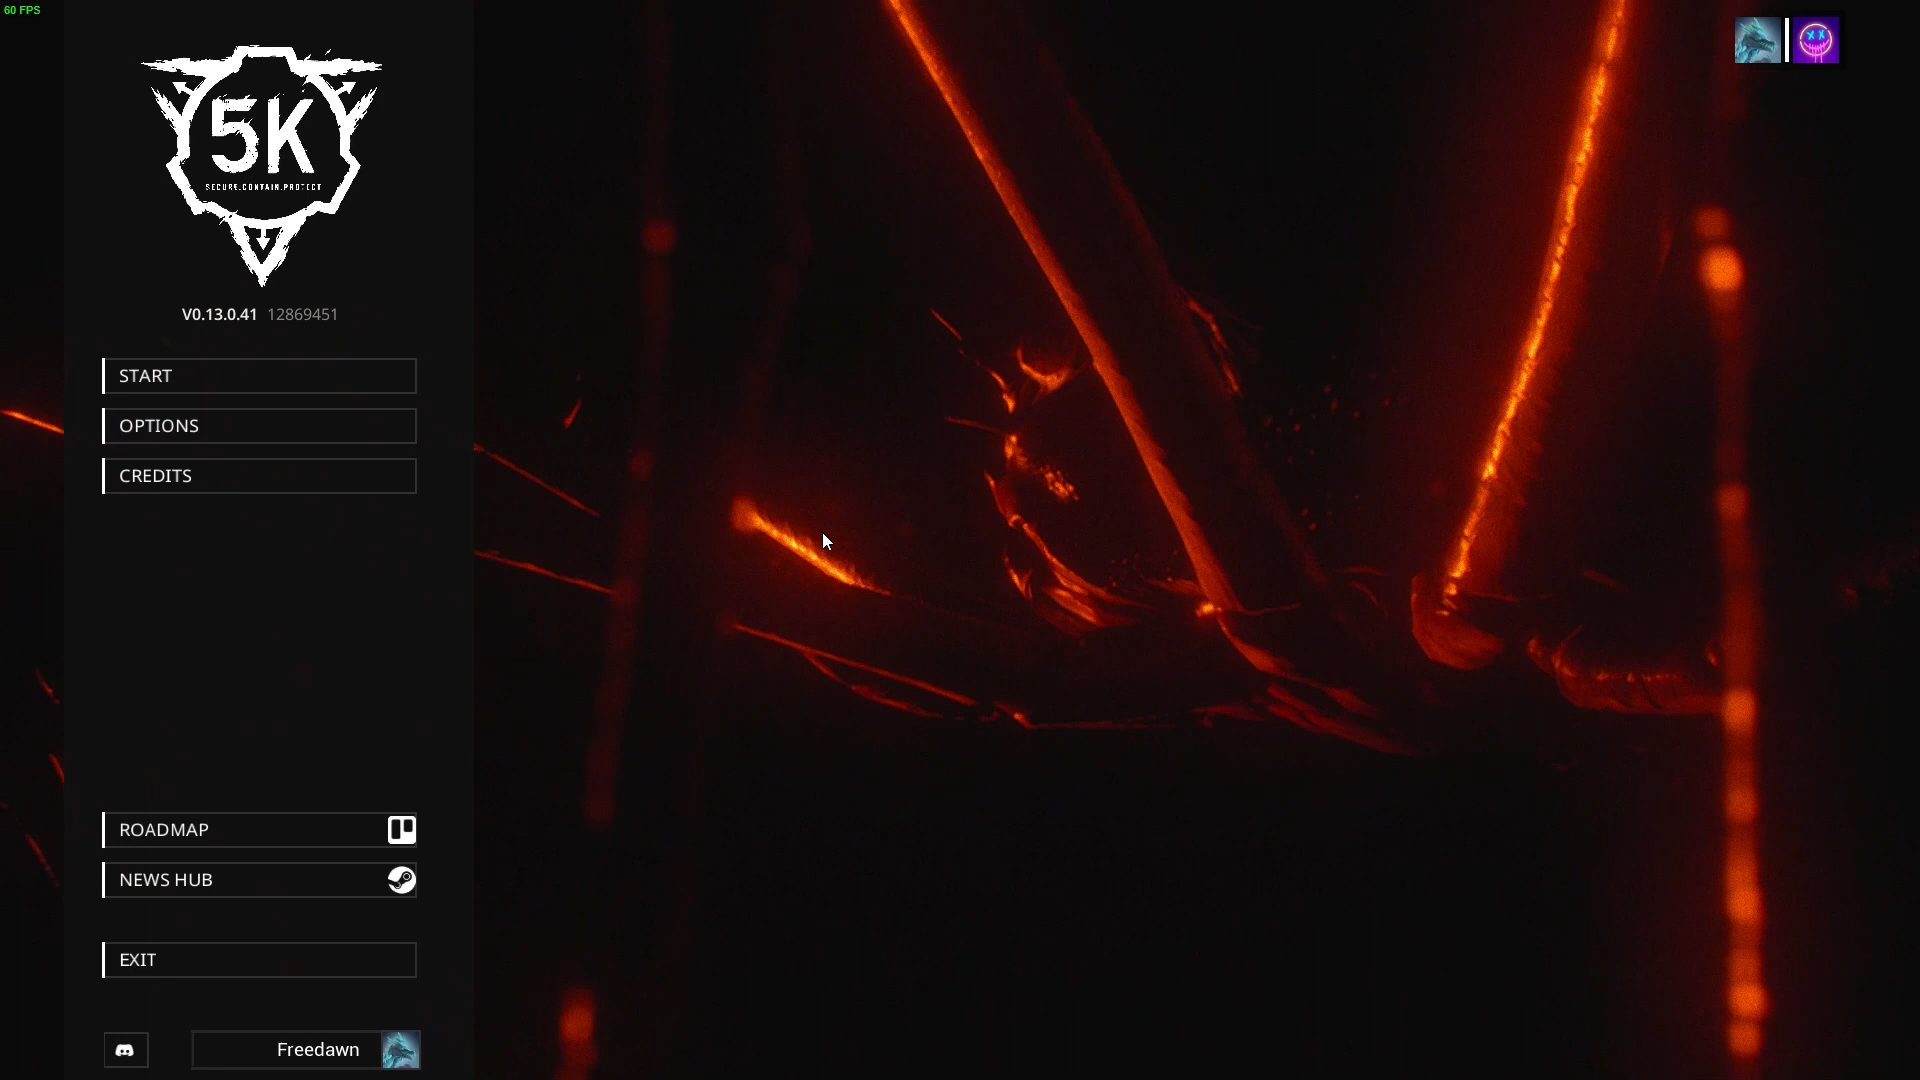 60 FPS
5K
SECURE.CONTAIN.PROTECT
V0.13.0.41 12869451
START
OPTIONS
CREDITS
ROADMAP
NEWS HUB
EXIT
Freedawn